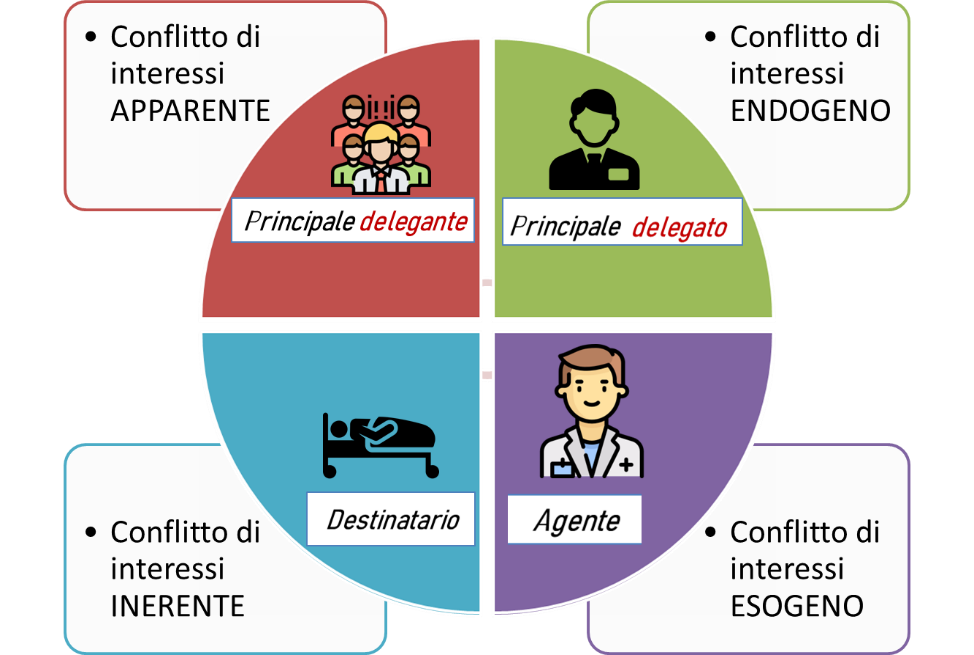 • Conflitto di
interessi
APPARENTE
• Conflitto di
interessi
ENDOGENO
Principale delegante
Principale delegato
Destinatario
Agente
• Conflitto di
interessi
INERENTE
• Conflitto di
interessi
ESOGENO